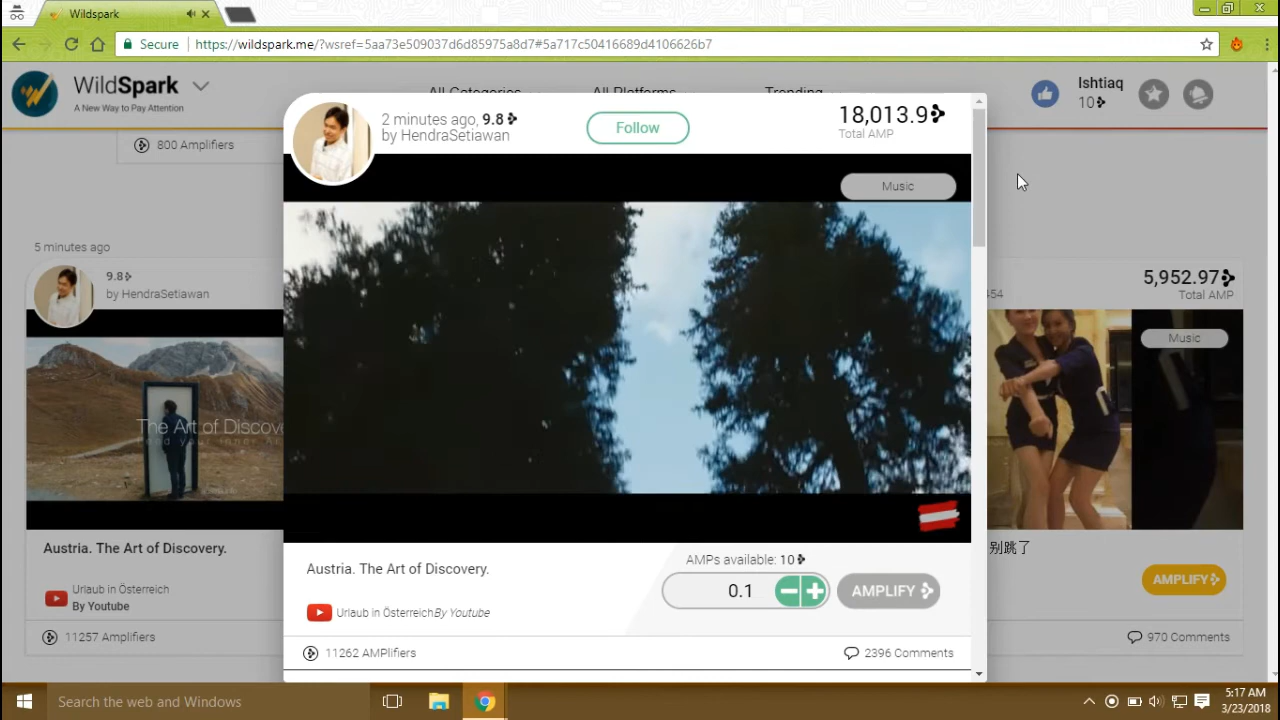 Wildspark
Secure https://wildspark.me/?wsref=5aa73e509037d6d85975a8d7#5a717c50416689d4106626b7
WildSpark
A New Way to Pay Attention
All Categories
All Platforms
Trending
Ishtiaq
10
800 Amplifiers
2 minutes ago, 9.8
by HendraSetiawan
Follow
18,013.9
Total AMP
Music
5 minutes ago
9.8
by HendraSetiawan
The Art of Discove
Austria. The Art of Discovery.
Urlaub in Österreich
By Youtube
11257 Amplifiers
Austria. The Art of Discovery.
Urlaub in ÖsterreichBy Youtube
AMPs available: 10
0.1
AMPLIFY
11262 AMPlifiers
2396 Comments
454
5,952.97
Total AMP
Music
别跳了
AMPLIFY
970 Comments
Search the web and Windows
5:17 AM
3/23/2018